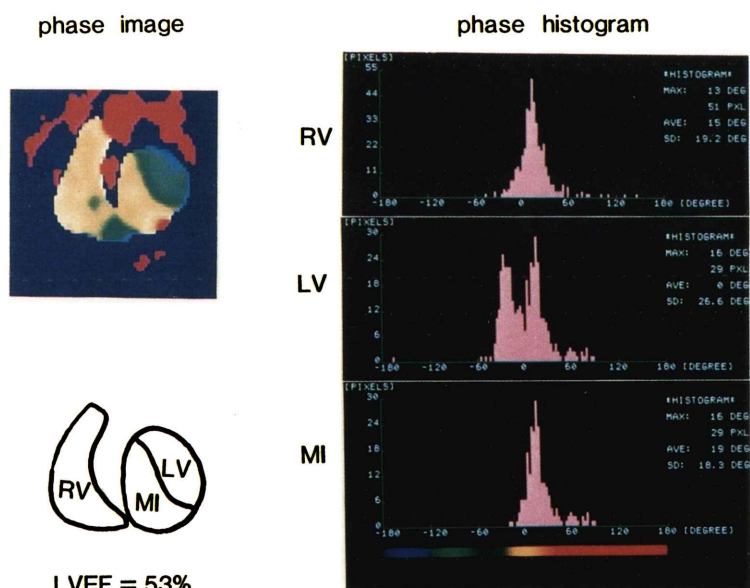 phase image
phase histogram
RV
[PIXELS]
55
44
33
22
11
0
-180 -120 -60 0 60 120 180 [DEGREE]
*HISTOGRAM*
MAX: 13 DEG
51 PXL
AVE: 15 DEG
SD: 19.2 DEG
LV
[PIXELS]
30
24
18
12
6
0
-180 -120 -60 0 60 120 180 [DEGREE]
*HISTOGRAM*
MAX: 16 DEG
29 PXL
AVE: 0 DEG
SD: 26.6 DEG
MI
[PIXELS]
30
24
18
12
6
0
-180 -120 -60 0 60 120 180 [DEGREE]
*HISTOGRAM*
MAX: 16 DEG
29 PXL
AVE: 19 DEG
SD: 18.3 DEG
RV
MI
LV
LVEF = 53%